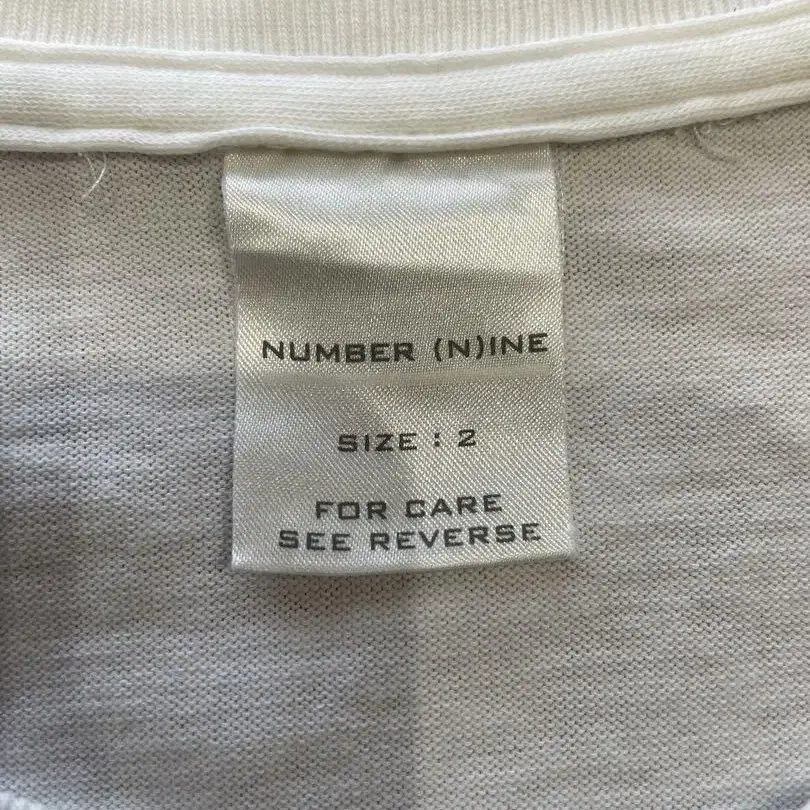 NUMBER (N)INE
SIZE : 2
FOR CARE
SEE REVERSE